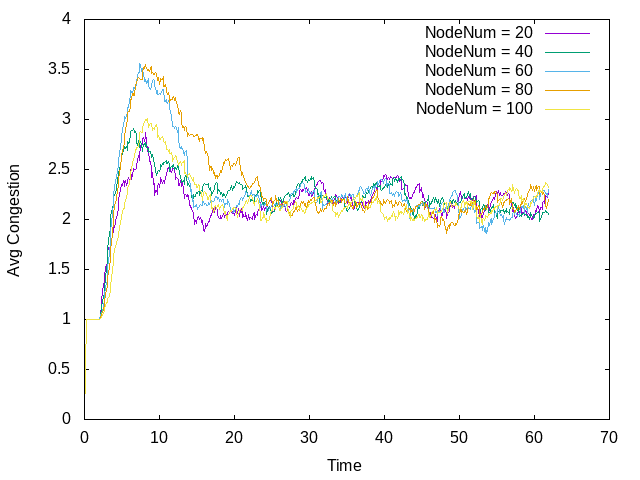 4
3.5
3
2.5
2
1.5
1
0.5
0
0 10 20 30 40 50 60 70
Avg Congestion
Time
NodeNum = 20
NodeNum = 40
NodeNum = 60
NodeNum = 80
NodeNum = 100